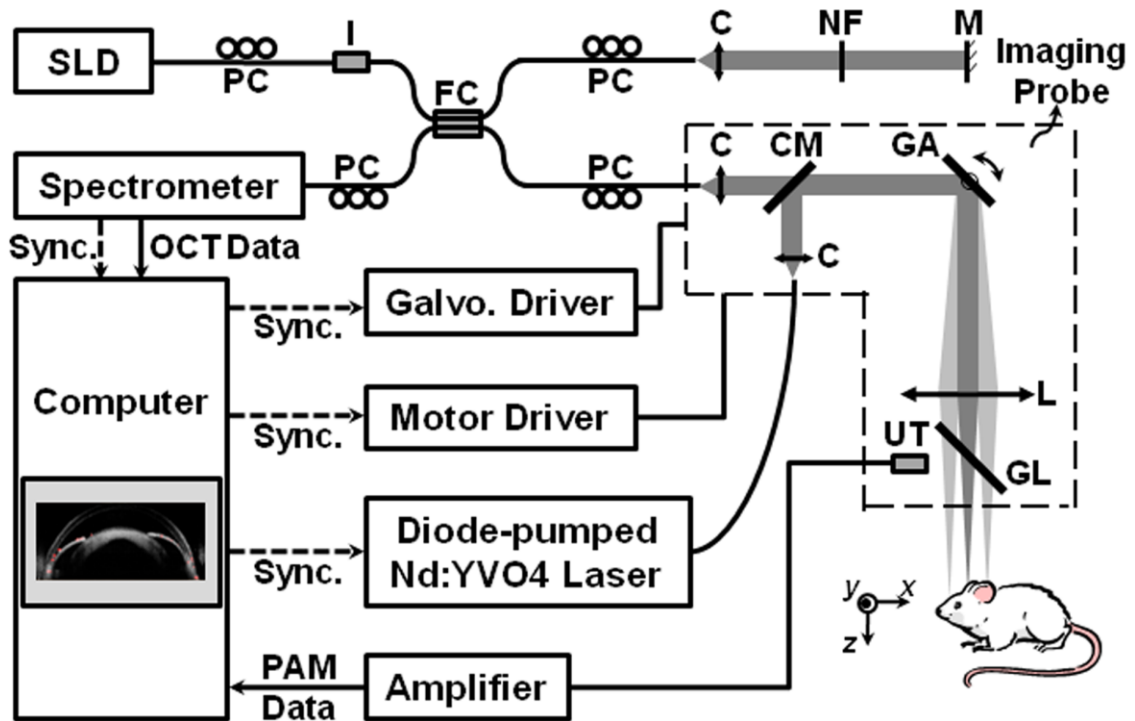 SLD
PC
I
FC
PC
C
NF
M
Imaging
Probe
Spectrometer
PC
PC
C
CM
GA
C
Sync.
OCT Data
Galvo. Driver
Sync.
Computer
Motor Driver
Sync.
L
UT
GL
Diode-pumped
Nd:YVO4 Laser
Sync.
y
x
z
PAM
Data
Amplifier